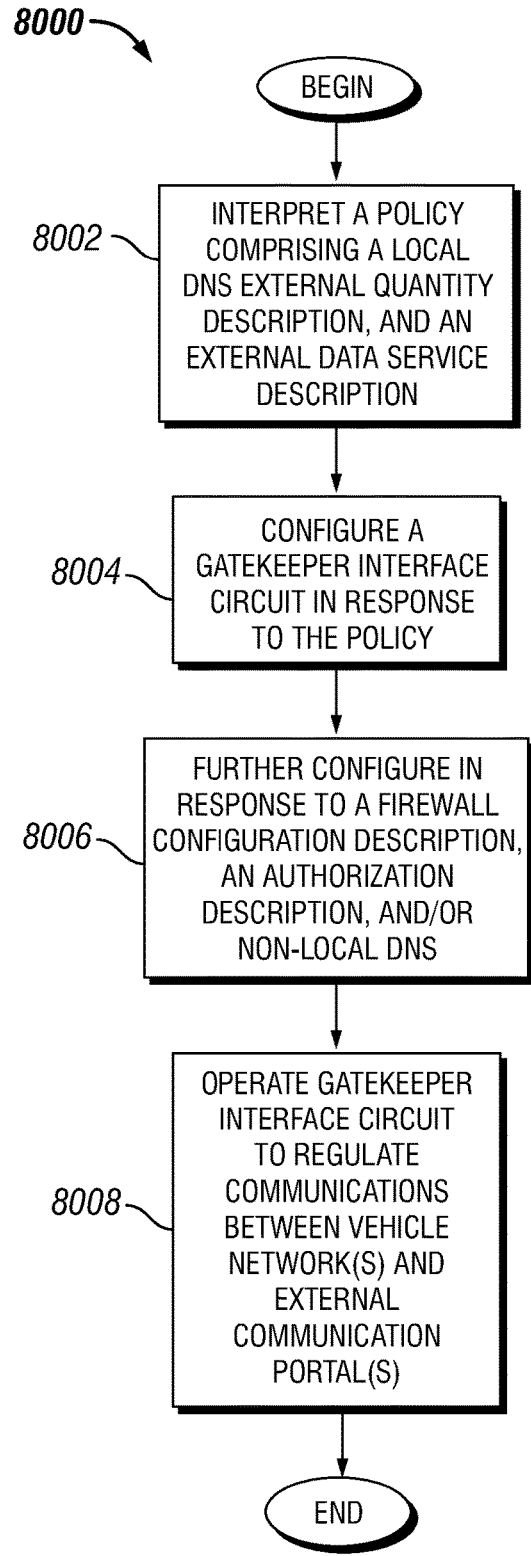 8000
BEGIN
8002
INTERPRET A POLICY
COMPRISING A LOCAL
DNS EXTERNAL QUANTITY
DESCRIPTION, AND AN
EXTERNAL DATA SERVICE
DESCRIPTION
8004
CONFIGURE A
GATEKEEPER INTERFACE
CIRCUIT IN RESPONSE
TO THE POLICY
8006
FURTHER CONFIGURE IN
RESPONSE TO A FIREWALL
CONFIGURATION DESCRIPTION,
AN AUTHORIZATION
DESCRIPTION, AND/OR
NON-LOCAL DNS
8008
OPERATE GATEKEEPER
INTERFACE CIRCUIT
TO REGULATE
COMMUNICATIONS
BETWEEN VEHICLE
NETWORK(S) AND
EXTERNAL
COMMUNICATION
PORTAL(S)
END